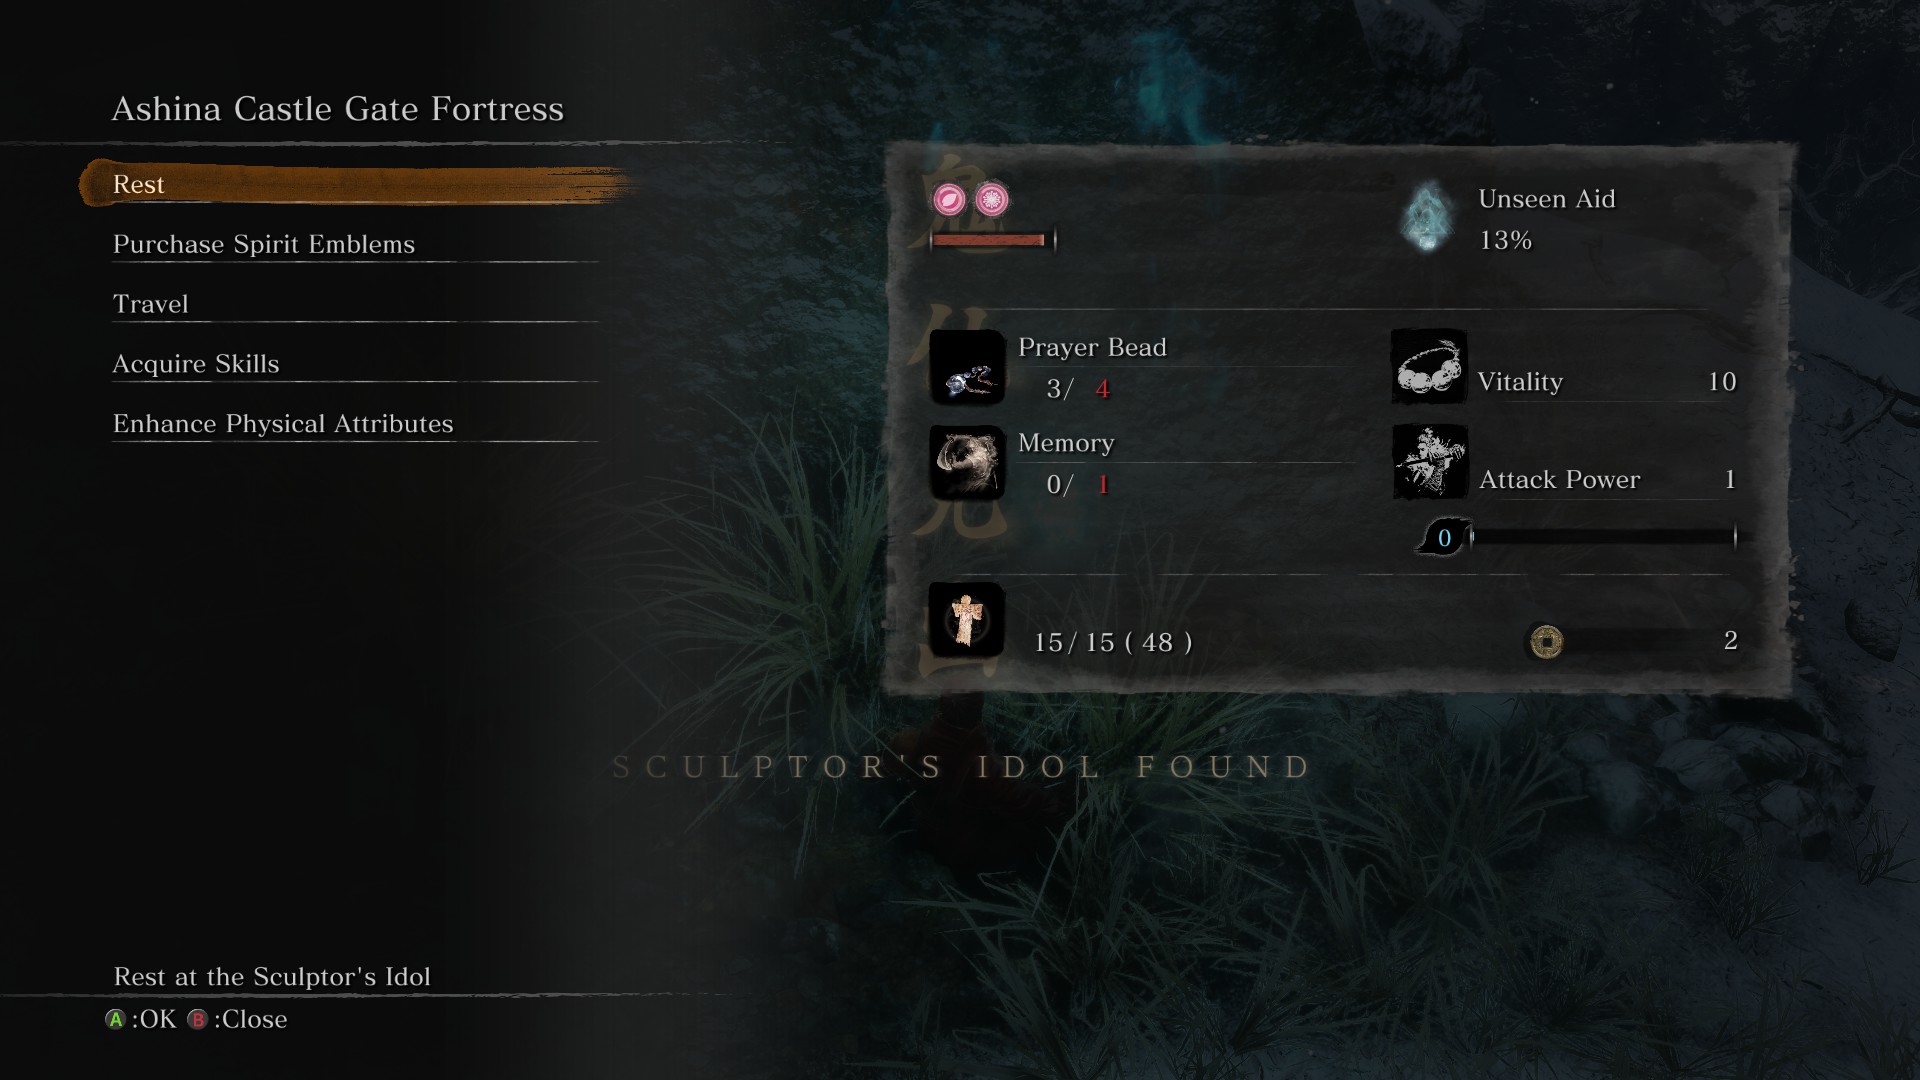 Ashina Castle Gate Fortress
Rest
Purchase Spirit Emblems
Travel
Acquire Skills
Enhance Physical Attributes
Unseen Aid
13%
Prayer Bead
3/ 4
Vitality 10
Memory
0/ 1
Attack Power 1
0
15/15 ( 48 )
2
SCULPTOR'S IDOL FOUND
Rest at the Sculptor's Idol
A :OK B :Close